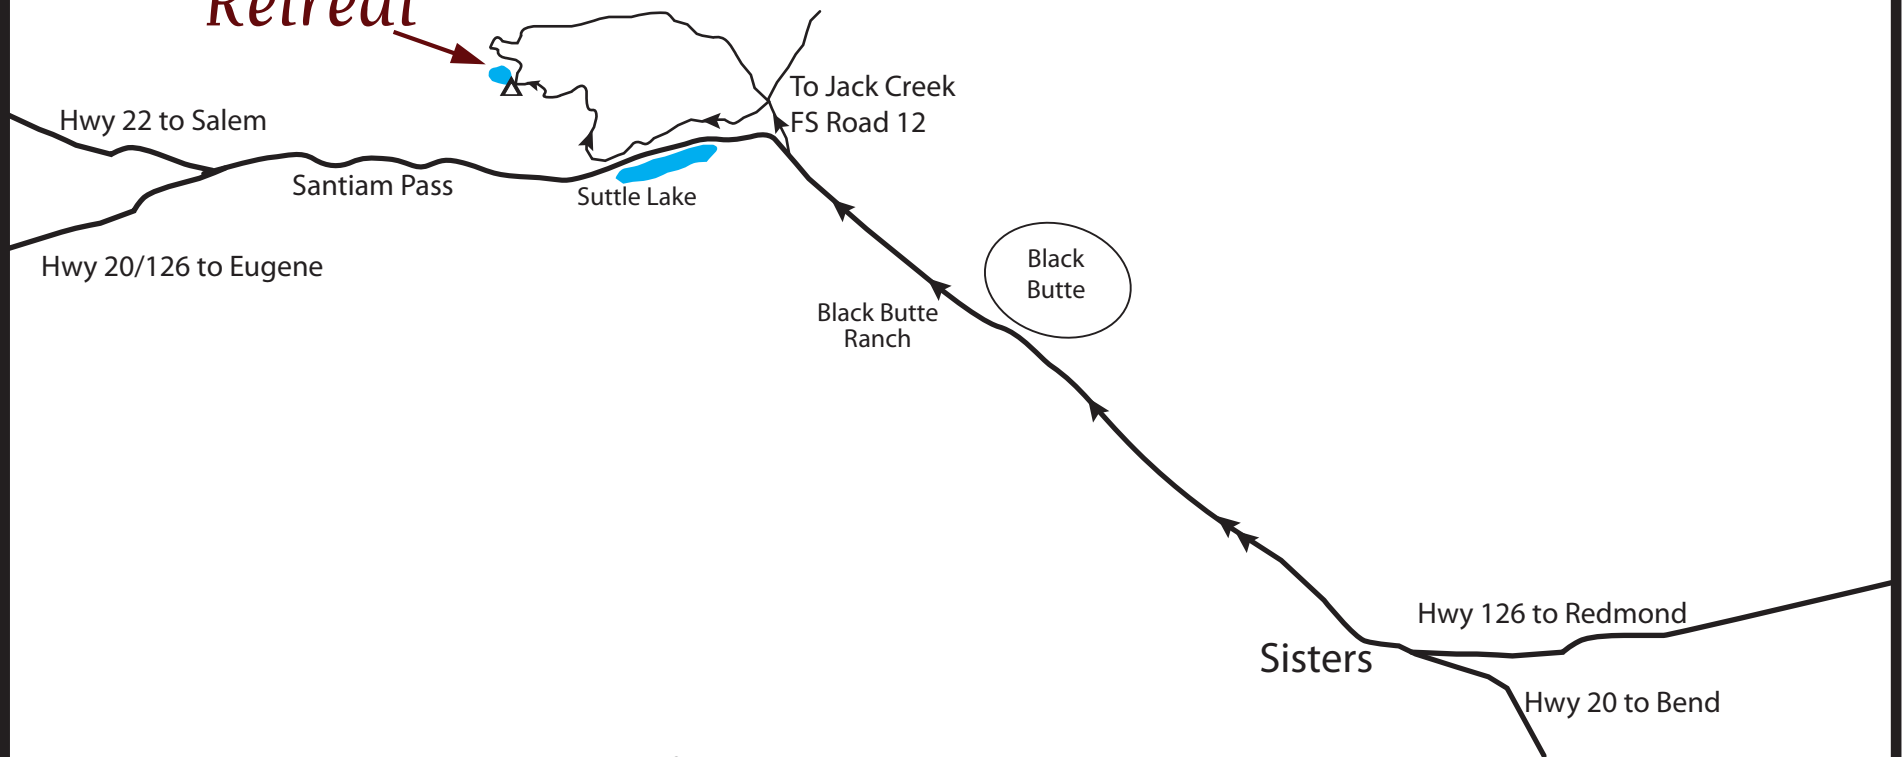 Retreat
To Jack Creek
FS Road 12
Hwy 22 to Salem
Santiam Pass
Suttle Lake
Hwy 20/126 to Eugene
Black
Butte
Black Butte
Ranch
Hwy 126 to Redmond
Sisters
Hwy 20 to Bend